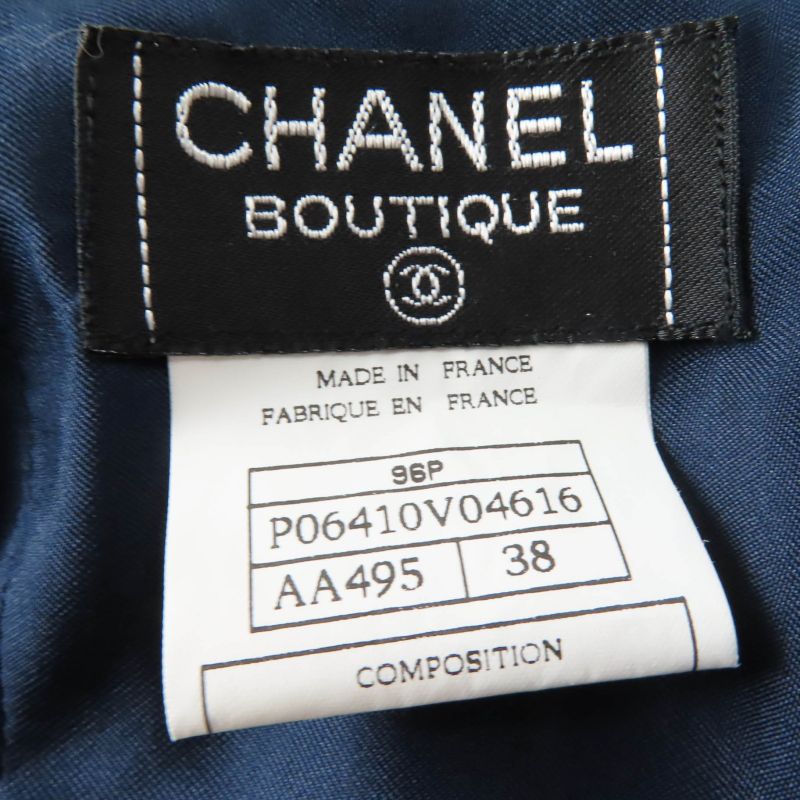 CHANEL
BOUTIQUE
MADE IN FRANCE
FABRIQUE EN FRANCE
96P
P06410V04616
AA495 38
COMPOSITION